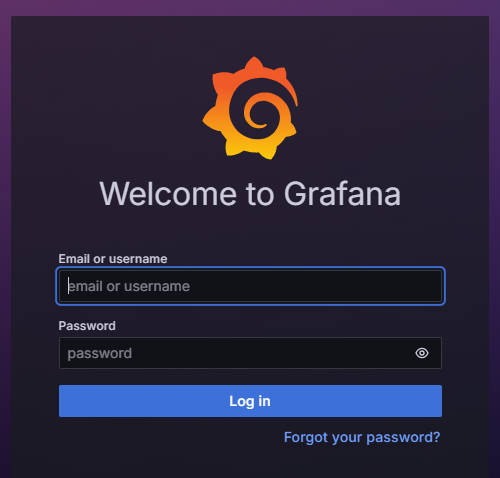 Welcome to Grafana
Email or username
email or username
Password
password
Log in
Forgot your password?